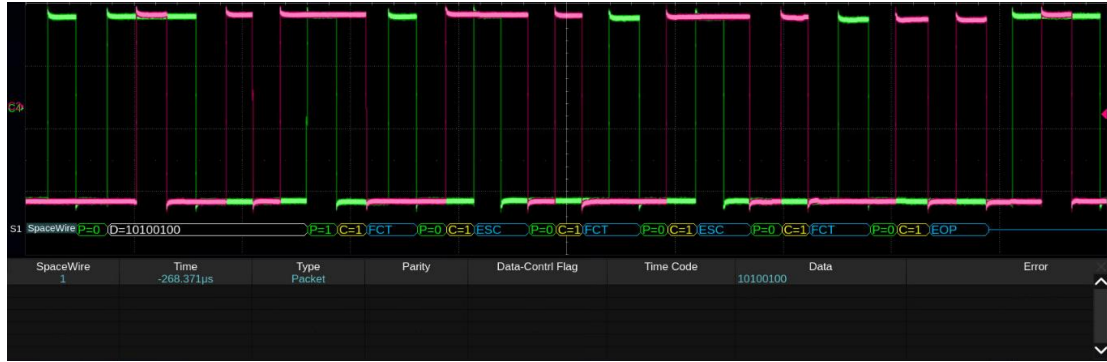 C4
S1 SpaceWire P=0 D=10100100 P=1 C=1 FCT P=0 C=1 ESC P=0 C=1 FCT P=0 C=1 ESC P=0 C=1 FCT P=0 C=1 EOP
SpaceWire Time Type Parity Data-Contrl Flag Time Code Data Error
1 -268.371µs Packet 10100100